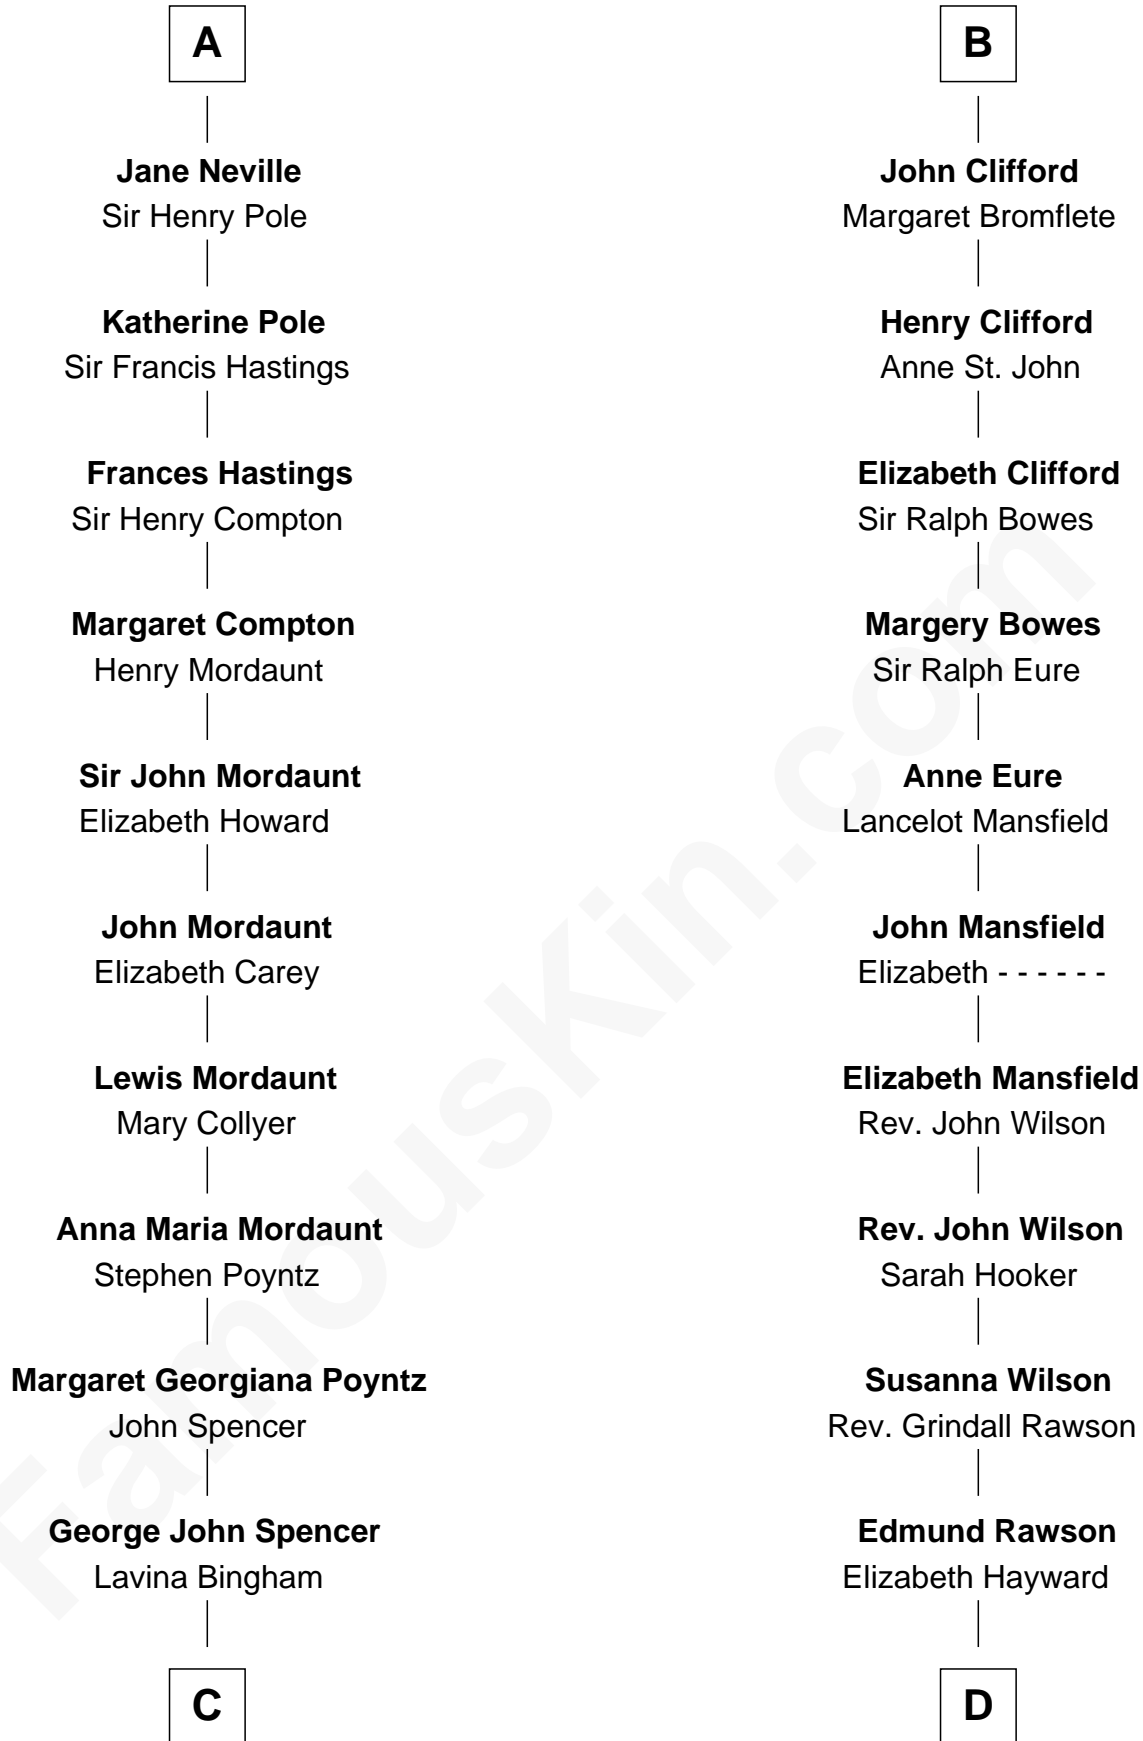 A
Jane Neville
Sir Henry Pole
Katherine Pole
Sir Francis Hastings
Frances Hastings
Sir Henry Compton
Margaret Compton
Henry Mordaunt
Sir John Mordaunt
Elizabeth Howard
John Mordaunt
Elizabeth Carey
Lewis Mordaunt
Mary Collyer
Anna Maria Mordaunt
Stephen Poyntz
Margaret Georgiana Poyntz
John Spencer
George John Spencer
Lavina Bingham
C
B
John Clifford
Margaret Bromflete
Henry Clifford
Anne St. John
Elizabeth Clifford
Sir Ralph Bowes
Margery Bowes
Sir Ralph Eure
Anne Eure
Lancelot Mansfield
John Mansfield
Elizabeth - - - - - -
Elizabeth Mansfield
Rev. John Wilson
Rev. John Wilson
Sarah Hooker
Susanna Wilson
Rev. Grindall Rawson
Edmund Rawson
Elizabeth Hayward
D
FamousKin.com